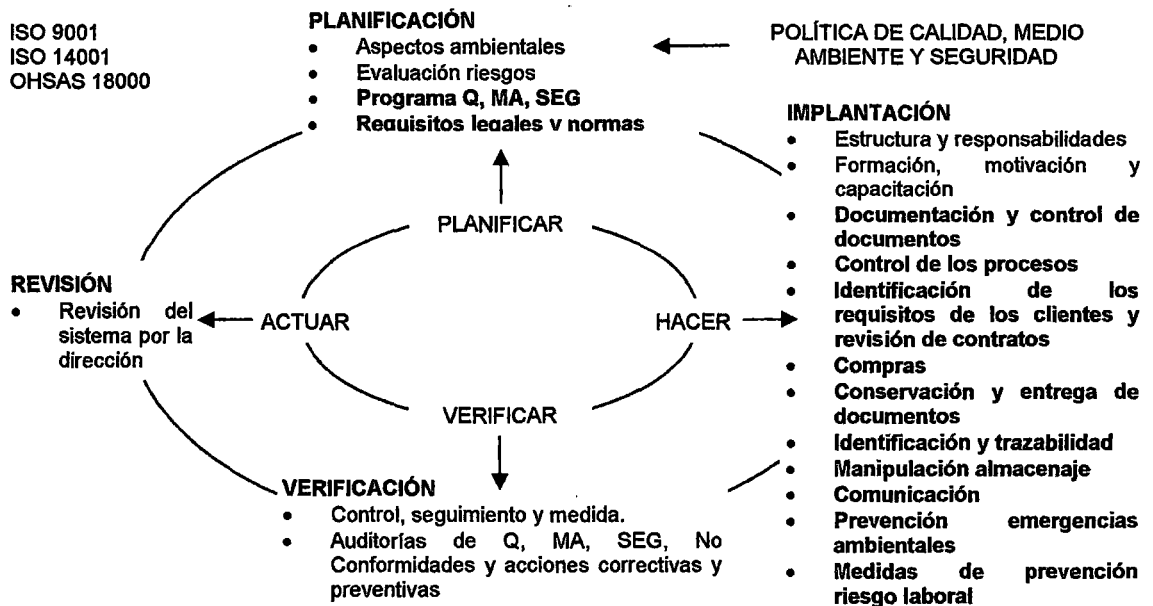 ISO 9001
ISO 14001
OHSAS 18000
PLANIFICACIÓN
• Aspectos ambientales
• Evaluación riesgos
• Programa Q, MA, SEG
• Requisitos legales y normas
POLÍTICA DE CALIDAD, MEDIO
AMBIENTE Y SEGURIDAD
IMPLANTACIÓN
• Estructura y responsabilidades
• Formación, motivación y
capacitación
• Documentación y control de
documentos
• Control de los procesos
• Identificación de los
requisitos de los clientes y
revisión de contratos
• Compras
• Conservación y entrega de
documentos
• Identificación y trazabilidad
• Manipulación almacenaje
• Comunicación
• Prevención emergencias
ambientales
• Medidas de prevención
riesgo laboral
PLANIFICAR
HACER
VERIFICAR
ACTUAR
REVISIÓN
• Revisión del
sistema por la
dirección
VERIFICACIÓN
• Control, seguimiento y medida.
• Auditorías de Q, MA, SEG, No
Conformidades y acciones correctivas y
preventivas